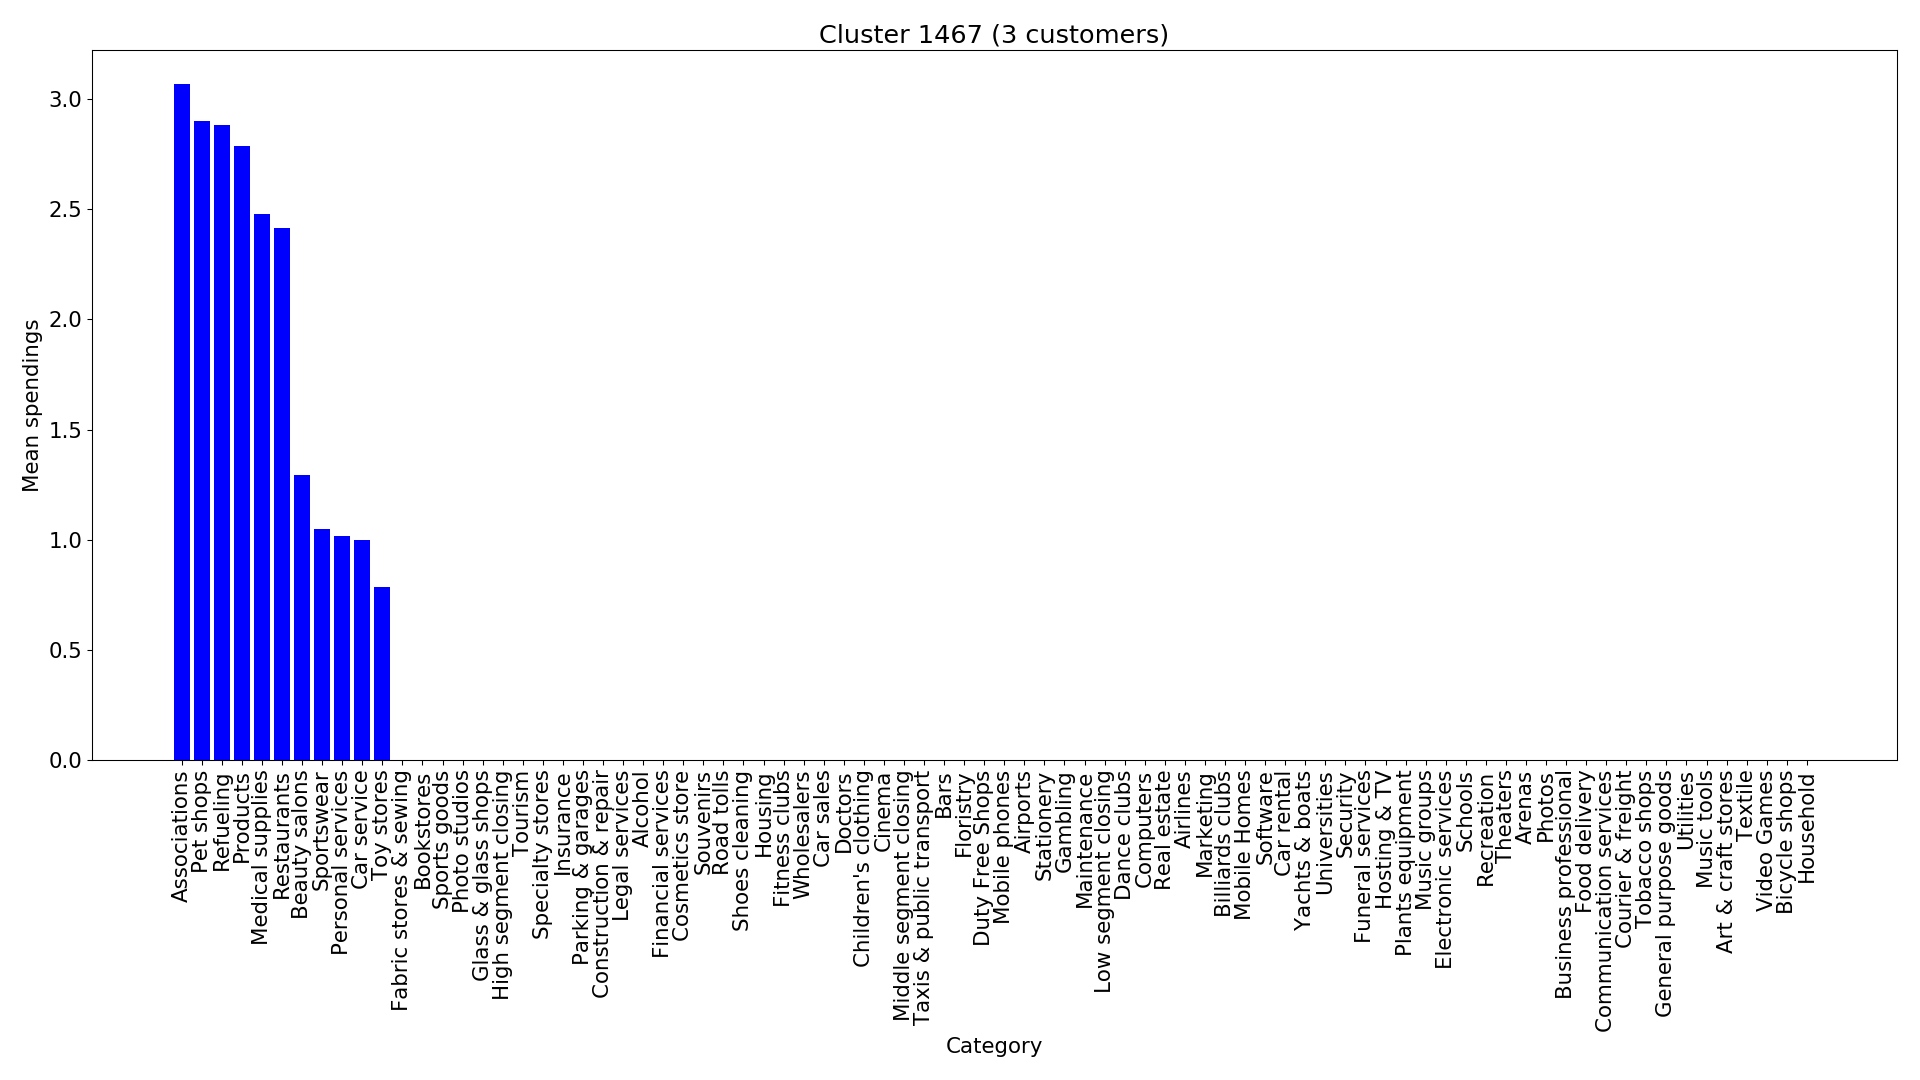 Cluster 1467 (3 customers)
Mean spendings
3.0
2.5
2.0
1.5
1.0
0.5
0.0
Associations
Pet shops
Refueling
Products
Medical supplies
Restaurants
Beauty salons
Sportswear
Personal services
Car service
Toy stores
Fabric stores & sewing
Bookstores
Sports goods
Photo studios
Glass & glass shops
High segment closing
Tourism
Specialty stores
Insurance
Parking & garages
Construction & repair
Legal services
Alcohol
Financial services
Cosmetics store
Souvenirs
Road tolls
Shoes cleaning
Housing
Fitness clubs
Wholesalers
Car sales
Doctors
Children's clothing
Cinema
Middle segment closing
Taxis & public transport
Bars
Floristry
Duty Free Shops
Mobile phones
Airports
Stationery
Gambling
Maintenance
Low segment closing
Dance clubs
Computers
Real estate
Airlines
Marketing
Billiards clubs
Mobile Homes
Software
Car rental
Yachts & boats
Universities
Security
Funeral services
Hosting & TV
Plants equipment
Music groups
Electronic services
Schools
Recreation
Theaters
Arenas
Photos
Business professional
Food delivery
Communication services
Courier & freight
Tobacco shops
General purpose goods
Utilities
Music tools
Art & craft stores
Textile
Video Games
Bicycle shops
Household
Category